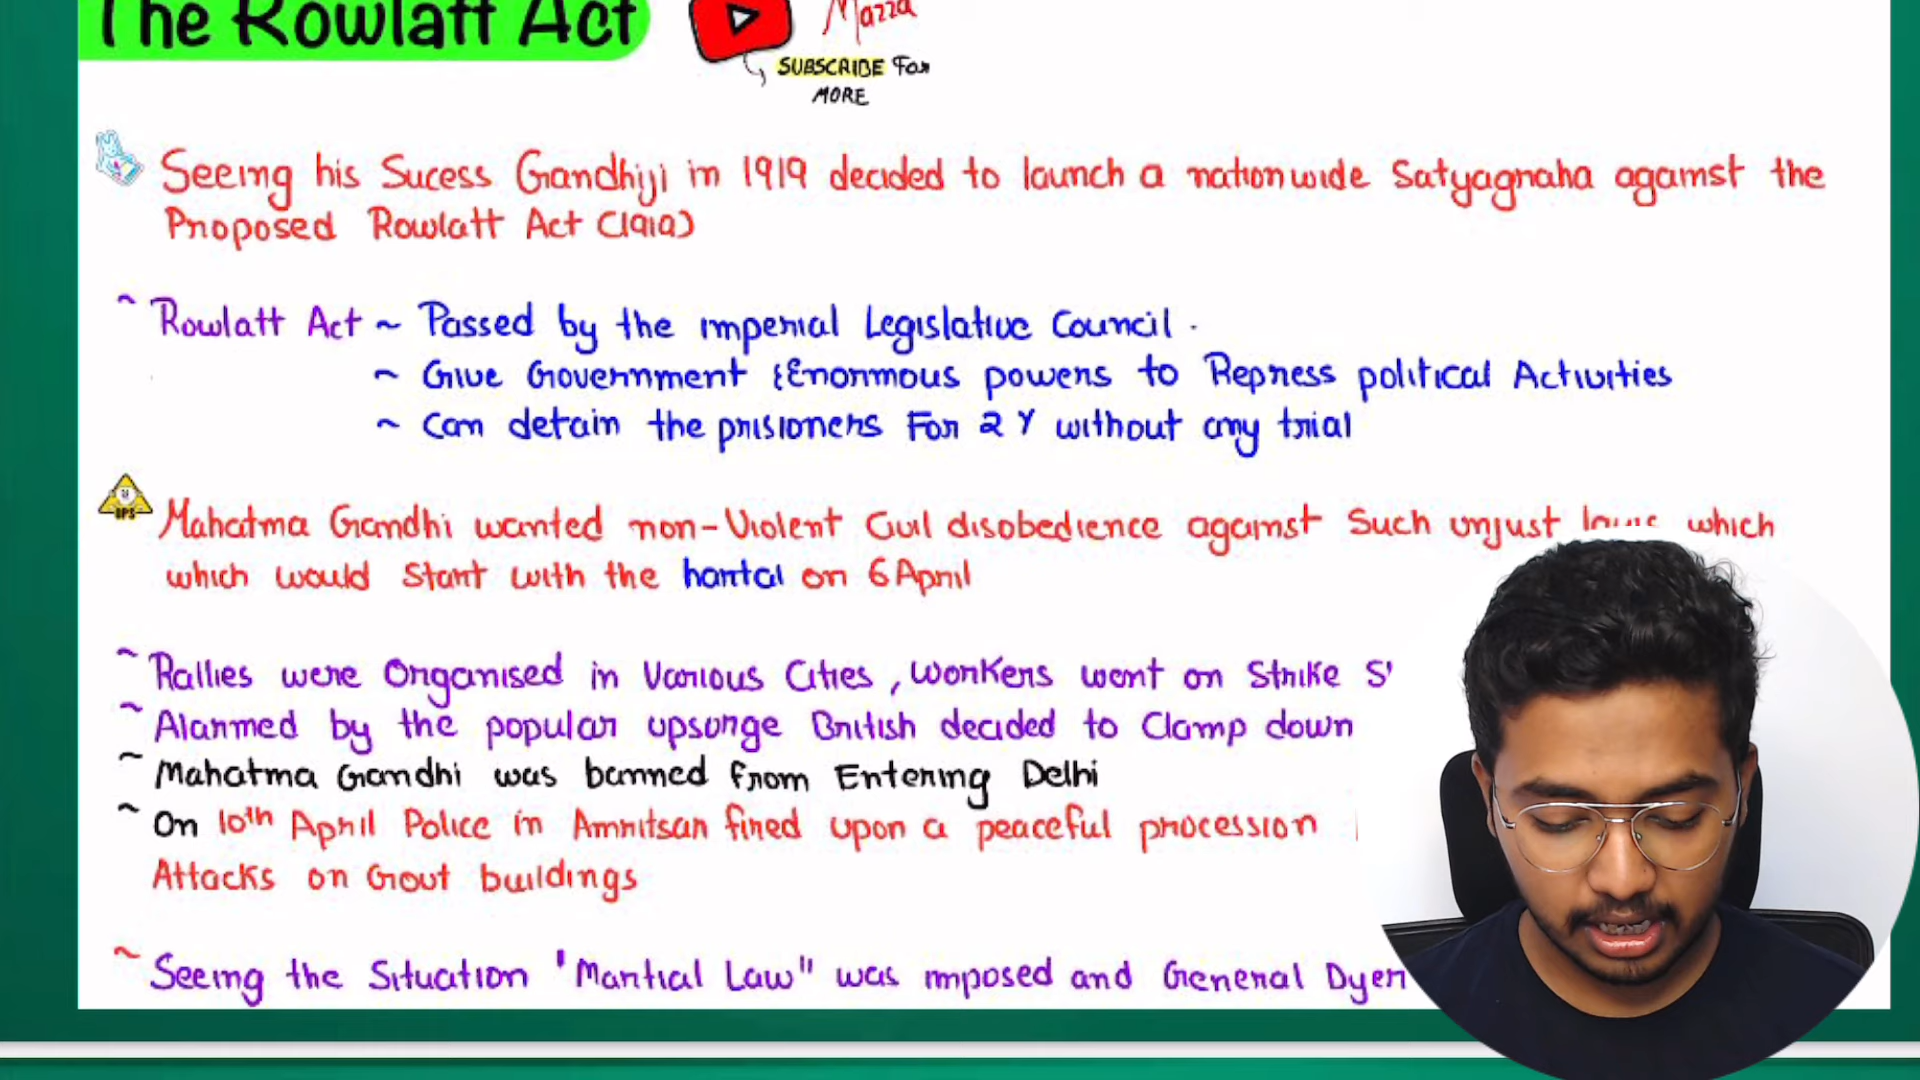 The Rowlatt Act
Mazza
SUBSCRIBE FOR
MORE
Seeing his Sucess Gandhiji in 1919 decided to launch a nationwide Satyagraha against the
Proposed Rowlatt Act (1919)
~ Rowlatt Act ~ Passed by the imperial Legislative Council.
~ Give Government Enormous powers to Repress political Activities
~ Can detain the prisioners For 2 Y without any trial
OPS
Mahatma Gandhi wanted non-Violent Civil disobedience against Such unjust laws which
which would Start with the hartal on 6 April
~ Rallies were Organised in Various Cities, Workers went on Strike
~ Alarmed by the popular upsurge British decided to Clamp down
~ Mahatma Gandhi was banned from Entering Delhi
~ On 10th April Police in Amritsar fired upon a peaceful procession
Attacks on Govt buildings
~ Seeing the Situation "Martial Law" was imposed and General Dyer